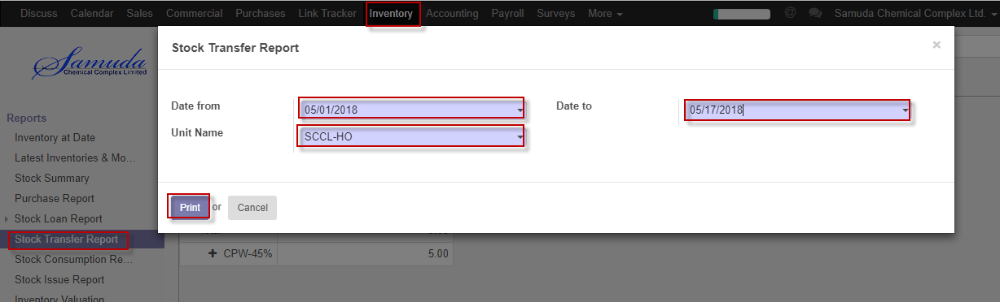 Discuss Calendar Sales Commercial Purchases Link Tracker Inventory Accounting Payroll Surveys More @ Samuda Chemical Complex Ltd.
Samuda
Chemical Complex Limited
Stock Transfer Report ×
Date from 05/01/2018 Date to 05/17/2018
Unit Name SCCL-HO
Print or Cancel
Reports
Inventory at Date
Latest Inventories & Mo...
Stock Summary
Purchase Report
Stock Loan Report
Stock Transfer Report
Stock Consumption Re...
Stock Issue Report
Inventory Valuation
CPW-45% 5.00